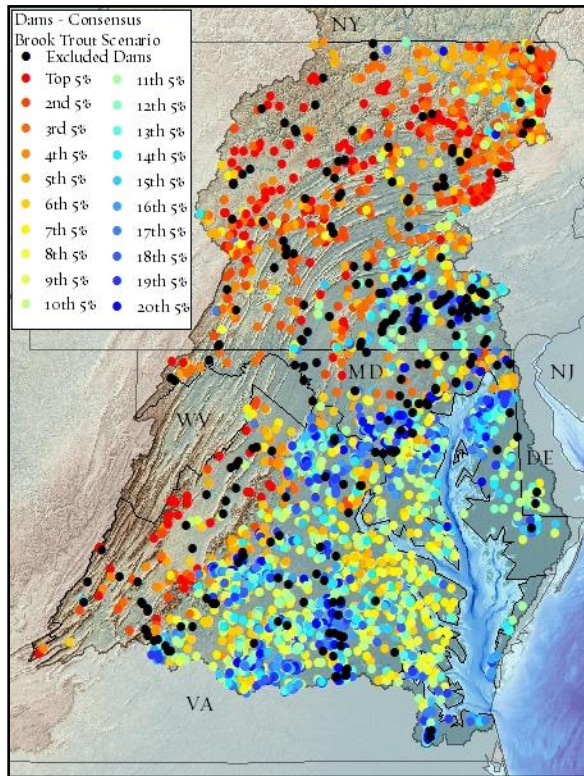 Dams - Consensus
Brook Trout Scenario
Excluded Dams
Top 5%
2nd 5%
3rd 5%
4th 5%
5th 5%
6th 5%
7th 5%
8th 5%
9th 5%
10th 5%
11th 5%
12th 5%
13th 5%
14th 5%
15th 5%
16th 5%
17th 5%
18th 5%
19th 5%
20th 5%
NY
MD
NJ
WV
DE
VA